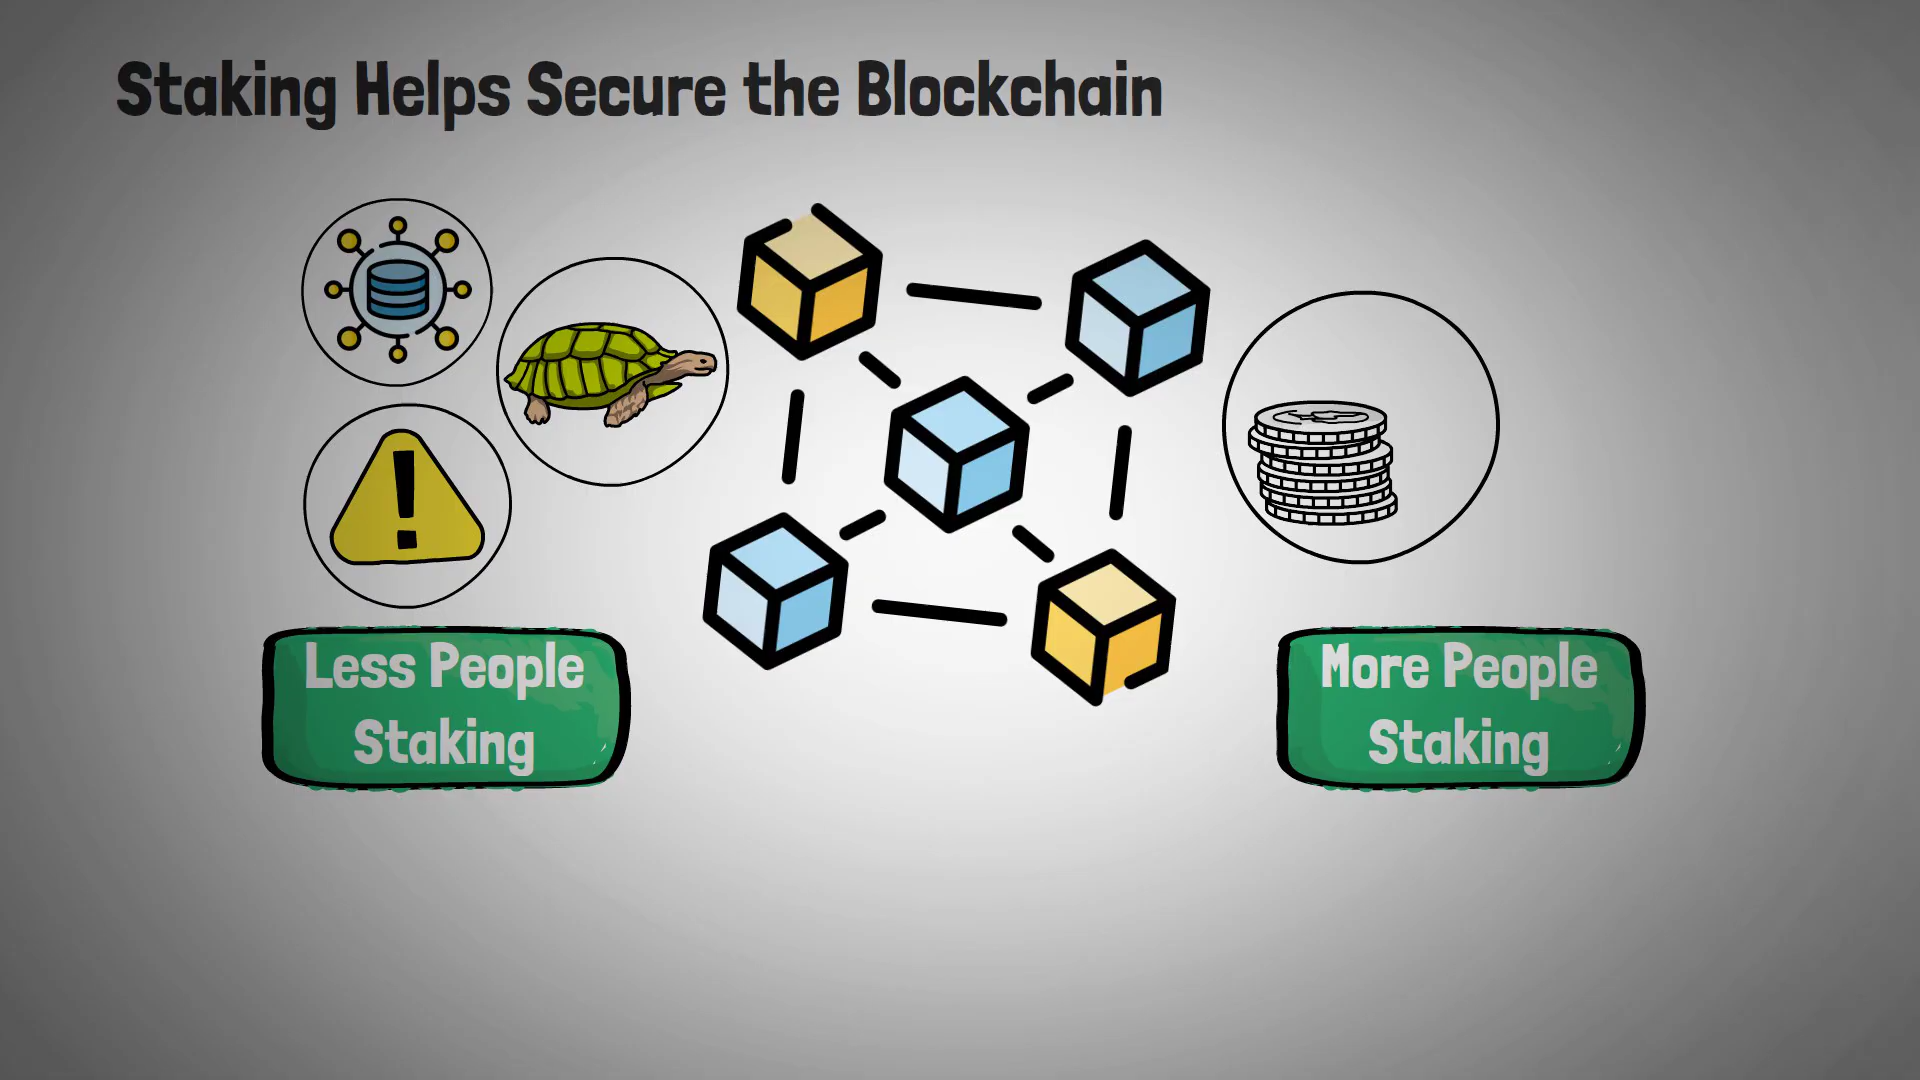 Staking Helps Secure the Blockchain
Less People
Staking
More People
Staking